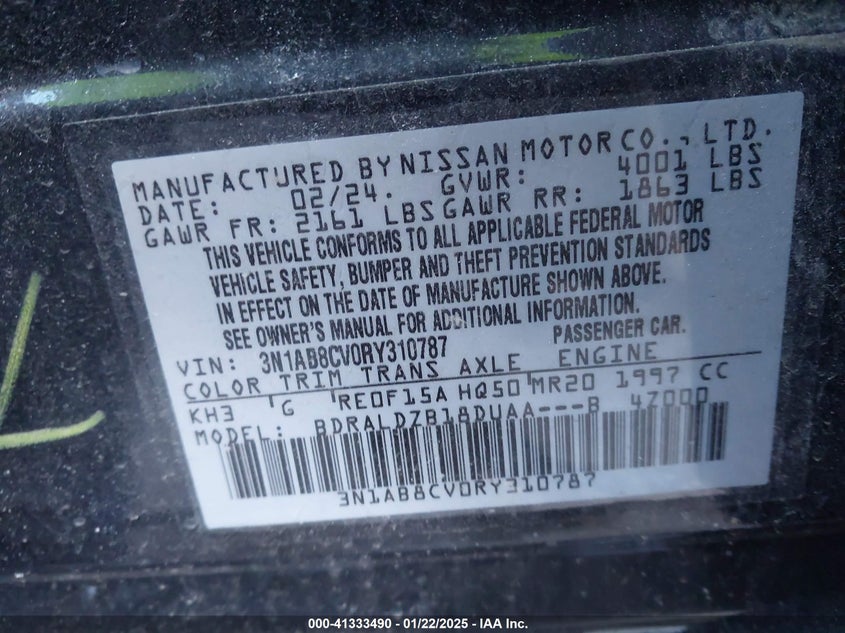 MANUFACTURED BY NISSAN MOTOR CO., LTD.
DATE: 02/24. GVWR: 4001 LBS
GAWR FR: 2161 LBS GAWR RR: 1863 LBS
THIS VEHICLE CONFORMS TO ALL APPLICABLE FEDERAL MOTOR
VEHICLE SAFETY, BUMPER AND THEFT PREVENTION STANDARDS
IN EFFECT ON THE DATE OF MANUFACTURE SHOWN ABOVE.
SEE OWNER'S MANUAL FOR ADDITIONAL INFORMATION.
VIN: 3N1AB8CV0RY310787 PASSENGER CAR.
COLOR TRIM TRANS AXLE ENGINE
KH3 G RE0F15A HQ50 MR20 1997 CC
MODEL: BDRALDZB18DUAA---B 4Z000
3N1AB8CV0RY310787
000-41333490 - 01/22/2025 - IAA Inc.